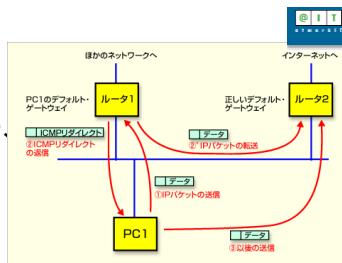 @IT
atmarkIT
ほかのネットワークへ
インターネットへ
PC1のデフォルト・
ゲートウェイ
ルータ1
正しいデフォルト・
ゲートウェイ
ルータ2
ICMPリダイレクト
②ICMPリダイレクト
の返信
データ
②'IPパケットの転送
データ
①IPパケットの送信
PC1
データ
③以後の送信